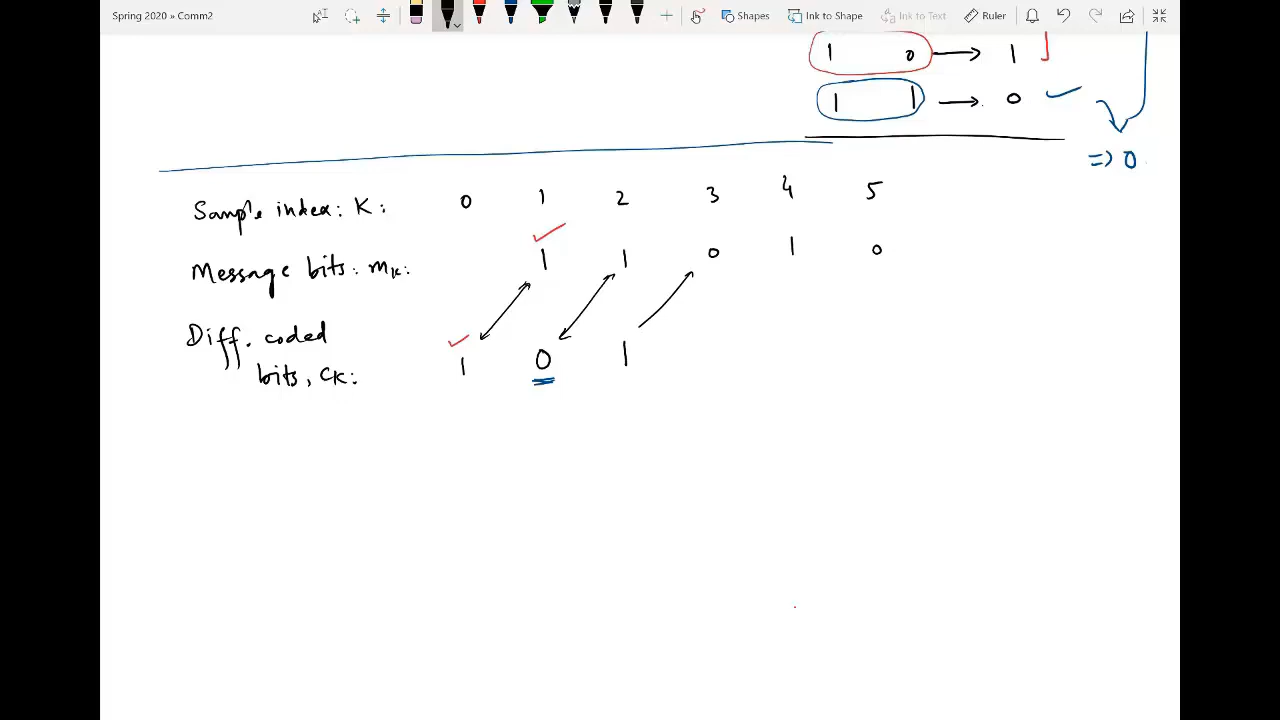 Spring 2020 » Comm2
Shapes Ink to Shape Ink to Text Ruler
1 0 → 1
1 1 → 0
=> 0
Sample index: K: 0 1 2 3 4 5
Message bits: mK: 1 1 0 1 0
Diff. coded
bits, CK: 1 0 1